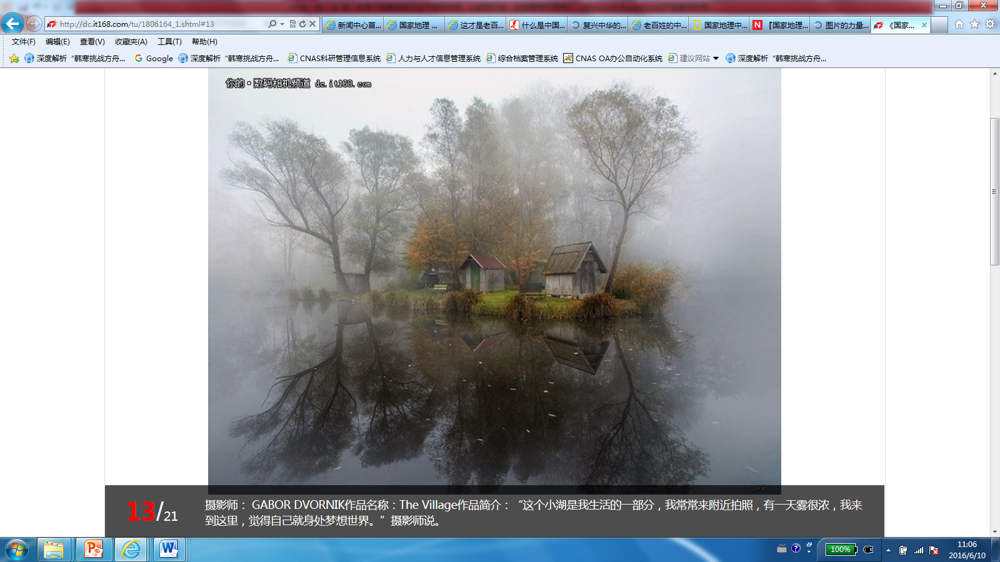 http://dc.it168.com/tu/1806164_1.shtml#13
新闻中心首...
国家地理 ...
这才是老百...
什么是中国...
复兴中华的...
老百姓的中...
国家地理中...
『国家地理...
图片的力量...
《国家...
文件(F) 编辑(E) 查看(V) 收藏夹(A) 工具(T) 帮助(H)
深度解析“韩寒挑战方舟... Google 深度解析“韩寒挑战方舟... CNAS科研管理信息系统 人力与人才信息管理系统 综合档案管理系统 CNAS OA办公自动化系统 建议网站 深度解析“韩寒挑战方舟...
你的·数码相机频道 dc.it168.com
13/21
摄影师： GABOR DVORNIK作品名称：The Village作品简介：“这个小湖是我生活的一部分，我常常来附近拍照，有一天雾很浓，我来
到这里，觉得自己就身处梦想世界。”摄影师说。
100%
11:06
2016/6/10